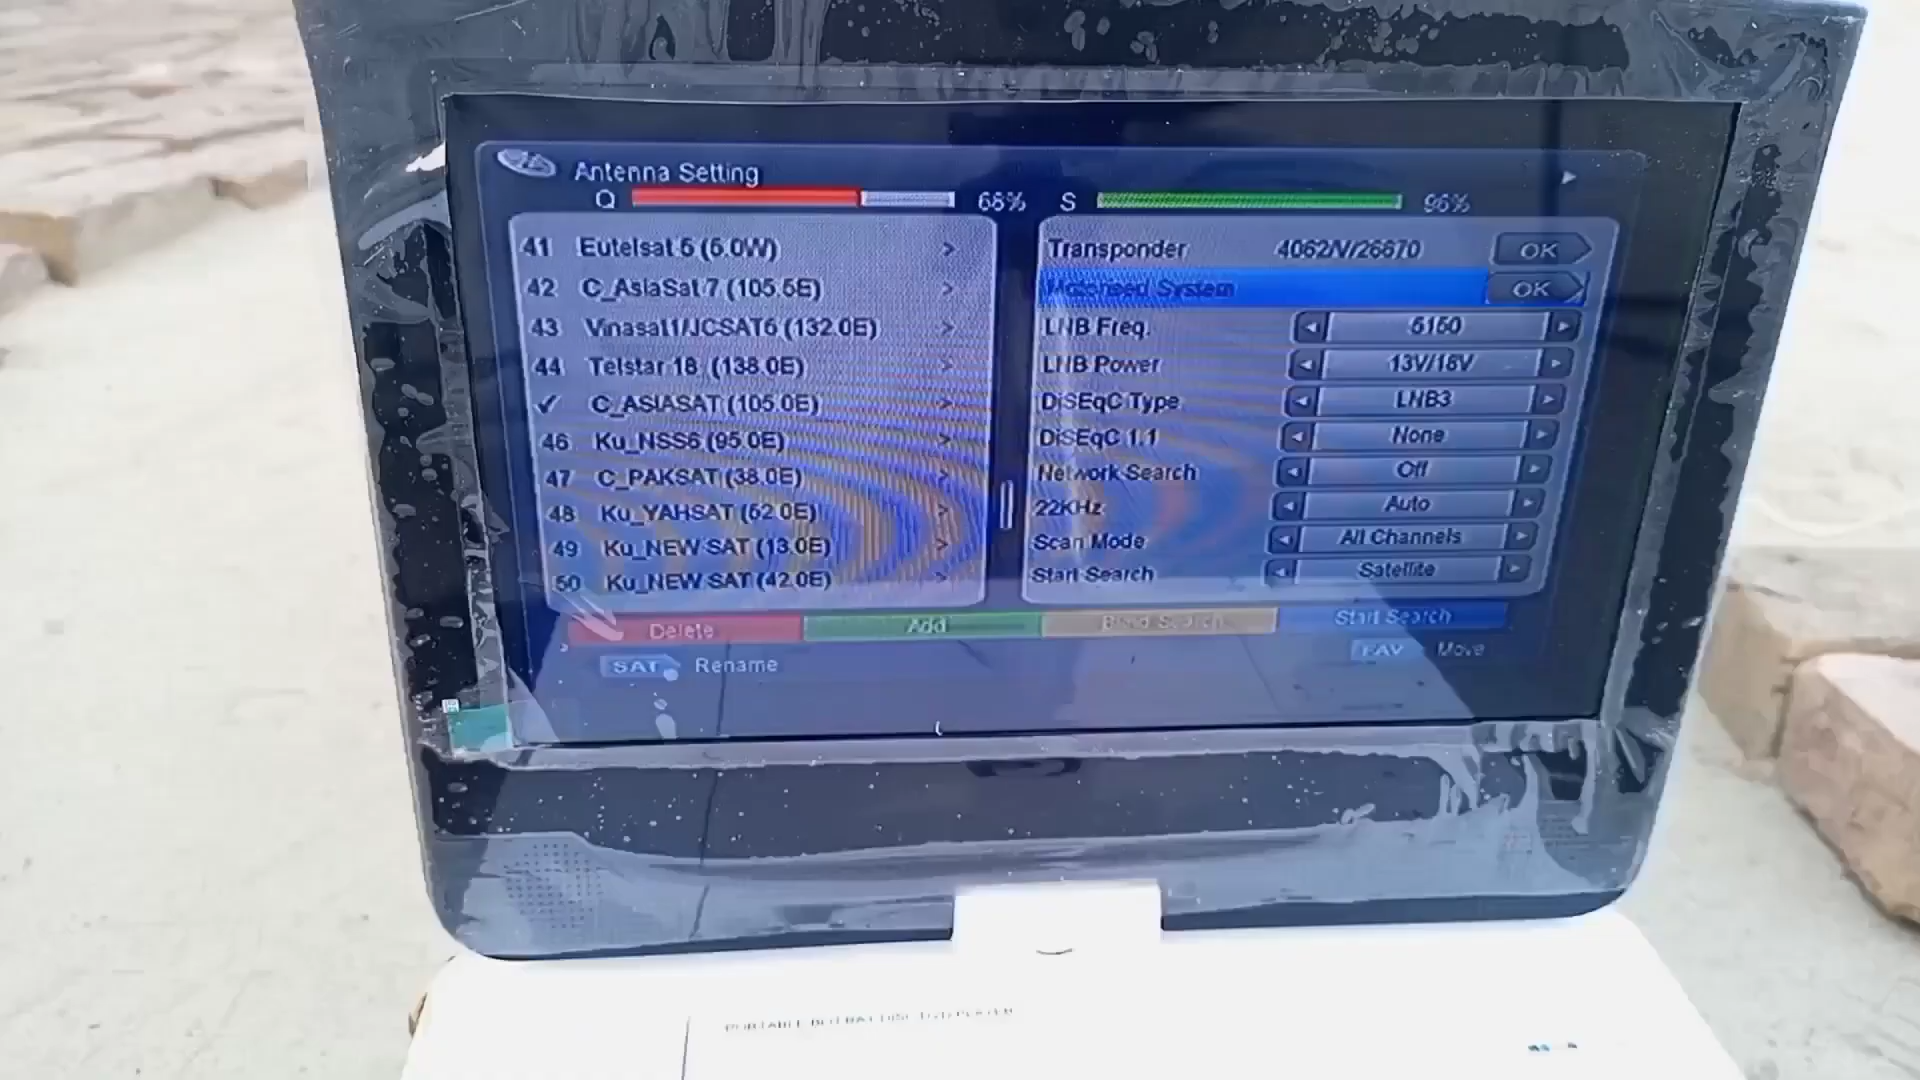 Antenna Setting
Q 68% S 96%
41 Eutelsat 5 (5.0W) >
42 C_AsiaSat 7 (105.5E) >
43 Vinasat1/JCSAT6 (132.0E) >
44 Telstar 18 (138.0E) >
✓ C_ASIASAT (105.0E) >
46 Ku_NSS6 (95.0E) >
47 C_PAKSAT (38.0E) >
48 Ku_YAHSAT (52.0E) >
49 Ku_NEW SAT (13.0E) >
50 Ku_NEW SAT (42.0E) >
Transponder 4062/V/26670 OK
System OK
LNB Freq. 5150
LNB Power 13V/18V
DiSEqC Type LNB3
DiSEqC 1.1 None
Network Search Off
22KHz Auto
Scan Mode All Channels
Start Search Satellite
Delete Add Blind Search Start Search
SAT Rename FAV Move
PORTABLE